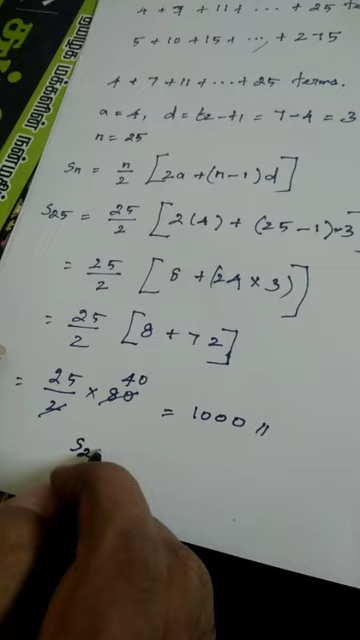 4 + 7 + 11 + ... + 25 te
5 + 10 + 15 + ... + 275
4 + 7 + 11 + ... + 25 terms.
a = 4, d = t2 - t1 = 7 - 4 = 3
n = 25
Sn = n/2 [2a + (n-1)d]
S25 = 25/2 [2(4) + (25-1)×3]
= 25/2 [8 + (24 × 3)]
= 25/2 [8 + 72]
= 25/2 × 80 40 = 1000 //
S2